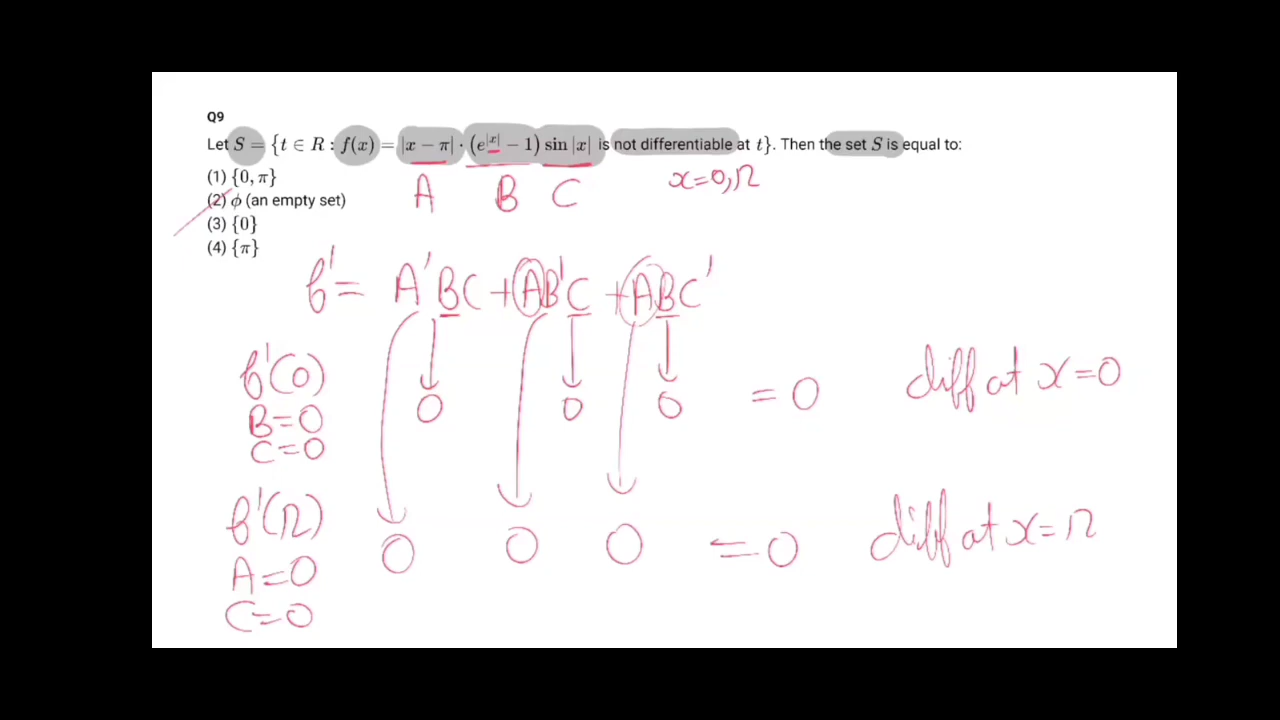 Q9
Let S = {t ∈ R : f(x) = |x − π| · (e^{|x|} − 1) sin |x| is not differentiable at t}. Then the set S is equal to:
(1) {0, π}
(2) ϕ (an empty set)
(3) {0}
(4) {π}
A B C x=0,π
f' = A'BC + AB'C + ABC'
f'(0)
B=0
C=0
0 0 0 = 0 diff at x=0
f'(π)
A=0
C=0
0 0 0 = 0 diff at x=π